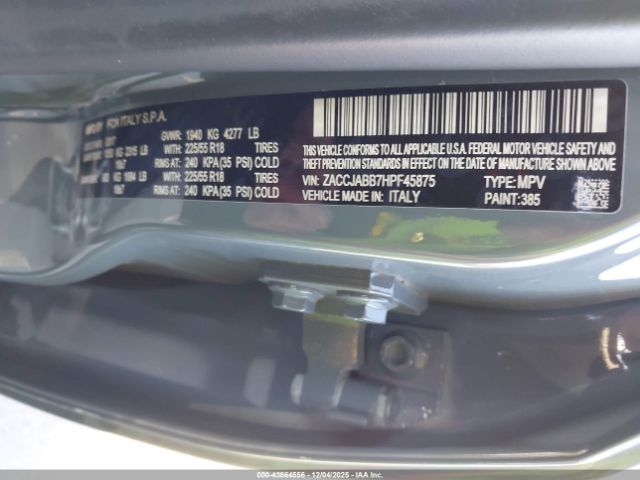 MFD BY FCA ITALY S.P.A.
GVWR: 1940 KG 4277 LB
WITH: 225/55 R18 TIRES
RIMS AT: 240 KPA(35 PSI) COLD
WITH: 225/55 R18 TIRES
RIMS AT: 240 KPA(35 PSI) COLD
THIS VEHICLE CONFORMS TO ALL APPLICABLE U.S.A. FEDERAL MOTOR VEHICLE
SAFETY, BUMPER, AND THEFT PREVENTION STANDARDS IN EFFECT
ON THE DATE OF MANUFACTURE SHOWN ABOVE.
VIN: ZACCJABB7HPF45875 TYPE: MPV
VEHICLE MADE IN: ITALY PAINT: 385
000-43864556 - 12/04/2025 - IAA Inc.